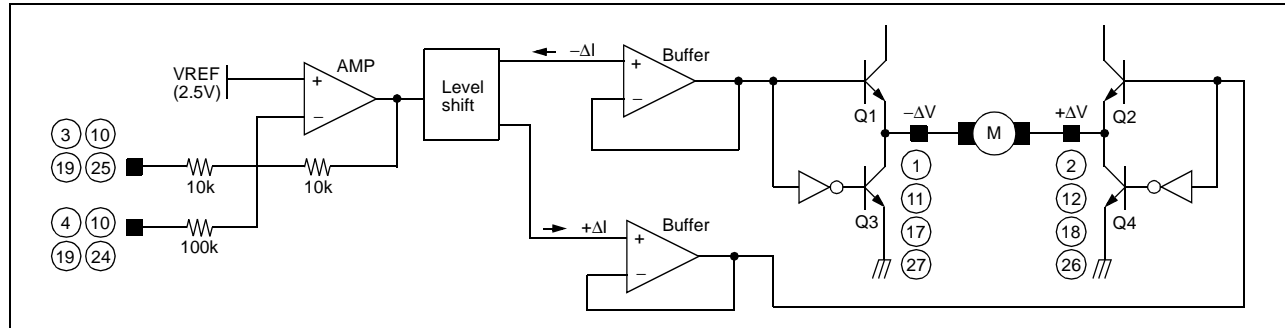 −ΔI
Buffer
AMP
VREF
(2.5V)
+
−
Level
shift
+
−
Q1
−ΔV
M
+ΔV
Q2
3 10
19 25
10k
10k
4 10
19 24
100k
Q3
1
11
17
27
2
12
18
26
Q4
+ΔI
Buffer
+
−